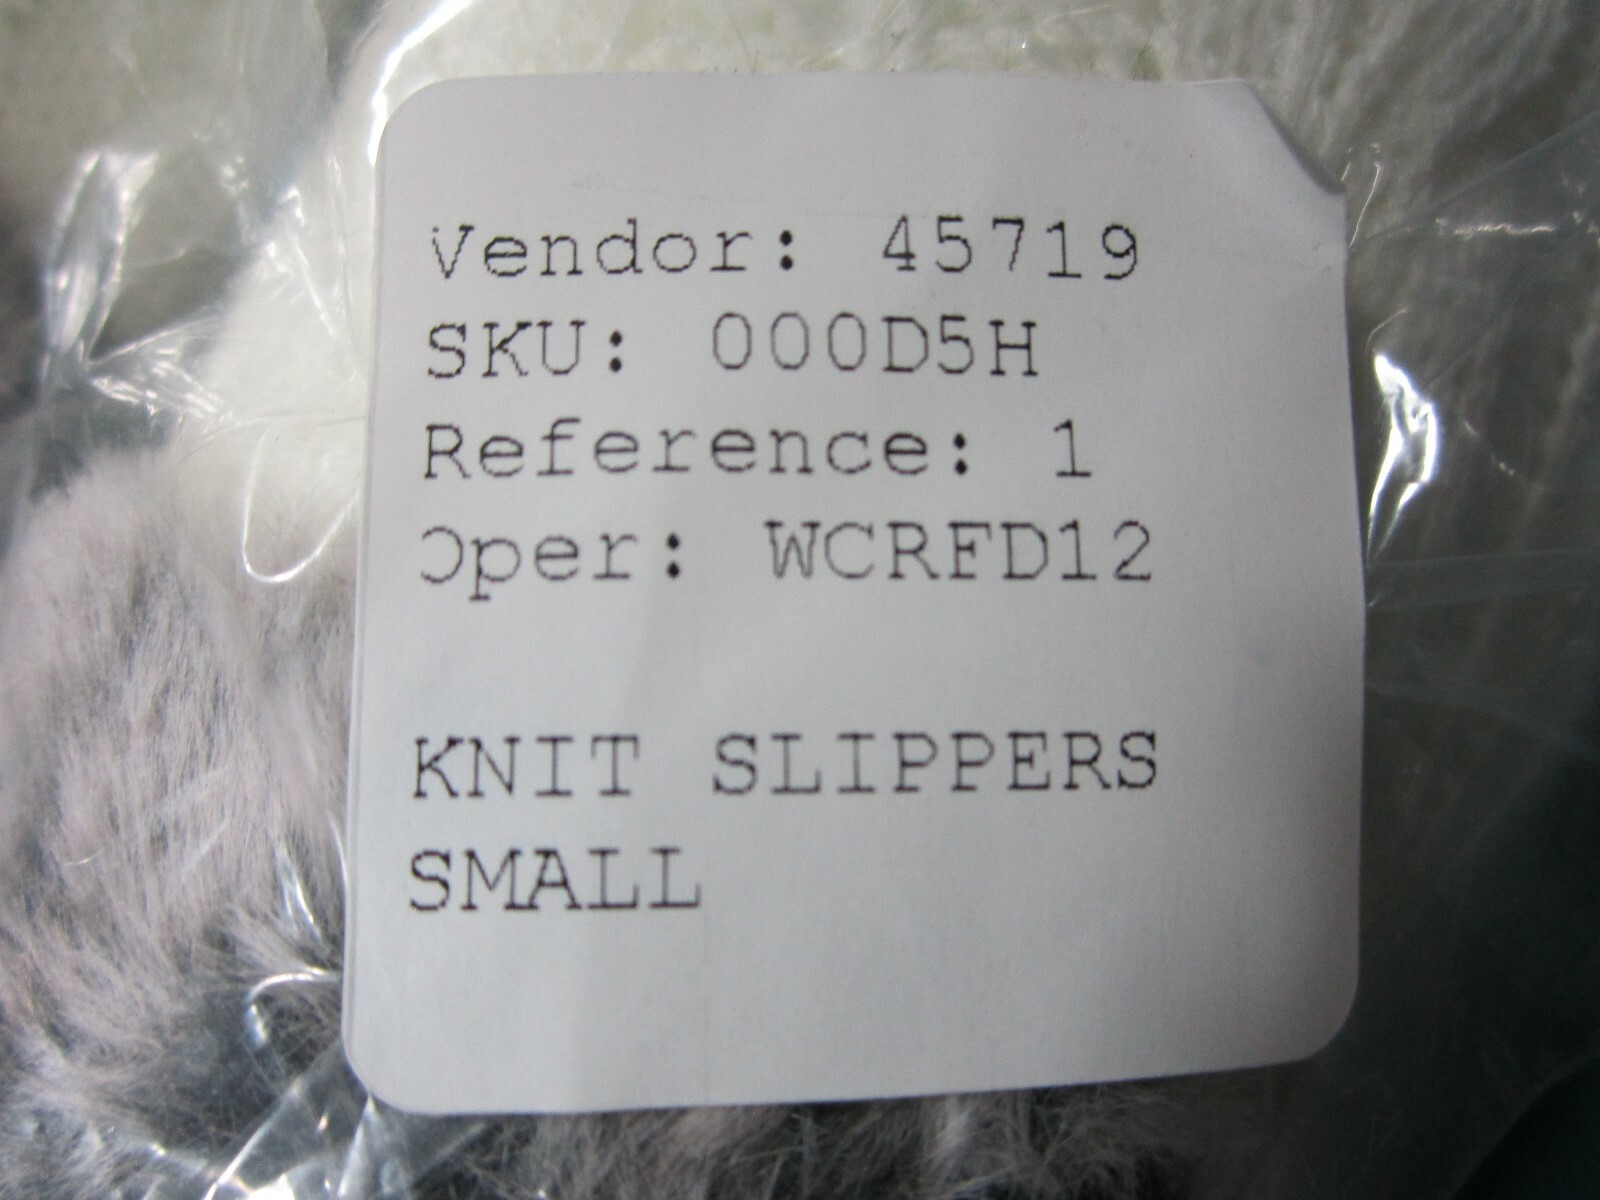 Vendor: 45719
SKU: 000D5H
Reference: 1
Oper: WCRFD12
KNIT SLIPPERS
SMALL